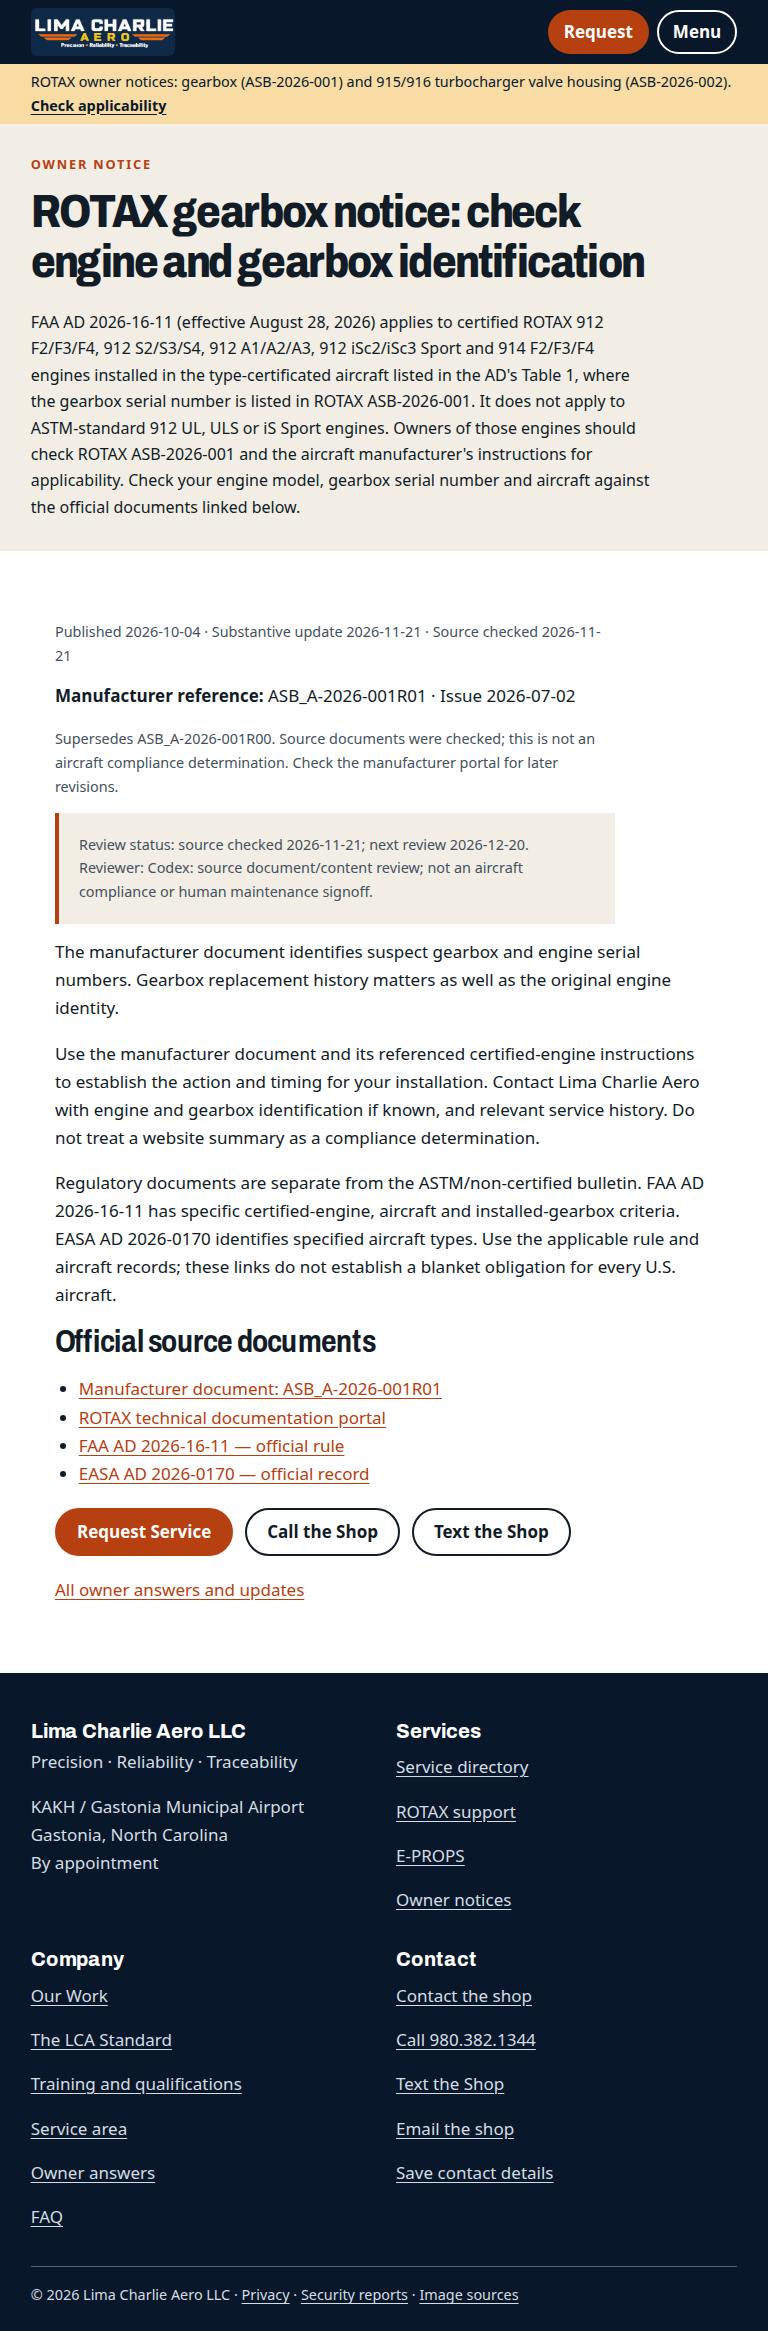 LIMA CHARLIE
AERO
Precision • Reliability • Traceability
Request
Menu
ROTAX owner notices: gearbox (ASB-2026-001) and 915/916 turbocharger valve housing (ASB-2026-002).
Check applicability
OWNER NOTICE
ROTAX gearbox notice: check
engine and gearbox identification
FAA AD 2026-16-11 (effective August 28, 2026) applies to certified ROTAX 912
F2/F3/F4, 912 S2/S3/S4, 912 A1/A2/A3, 912 iSc2/iSc3 Sport and 914 F2/F3/F4
engines installed in the type-certificated aircraft listed in the AD's Table 1, where
the gearbox serial number is listed in ROTAX ASB-2026-001. It does not apply to
ASTM-standard 912 UL, ULS or iS Sport engines. Owners of those engines should
check ROTAX ASB-2026-001 and the aircraft manufacturer's instructions for
applicability. Check your engine model, gearbox serial number and aircraft against
the official documents linked below.
Published 2026-10-04 · Substantive update 2026-11-21 · Source checked 2026-11-
21
Manufacturer reference: ASB_A-2026-001R01 · Issue 2026-07-02
Supersedes ASB_A-2026-001R00. Source documents were checked; this is not an
aircraft compliance determination. Check the manufacturer portal for later
revisions.
Review status: source checked 2026-11-21; next review 2026-12-20.
Reviewer: Codex: source document/content review; not an aircraft
compliance or human maintenance signoff.
The manufacturer document identifies suspect gearbox and engine serial
numbers. Gearbox replacement history matters as well as the original engine
identity.
Use the manufacturer document and its referenced certified-engine instructions
to establish the action and timing for your installation. Contact Lima Charlie Aero
with engine and gearbox identification if known, and relevant service history. Do
not treat a website summary as a compliance determination.
Regulatory documents are separate from the ASTM/non-certified bulletin. FAA AD
2026-16-11 has specific certified-engine, aircraft and installed-gearbox criteria.
EASA AD 2026-0170 identifies specified aircraft types. Use the applicable rule and
aircraft records; these links do not establish a blanket obligation for every U.S.
aircraft.
Official source documents
• Manufacturer document: ASB_A-2026-001R01
• ROTAX technical documentation portal
• FAA AD 2026-16-11 — official rule
• EASA AD 2026-0170 — official record
Request Service
Call the Shop
Text the Shop
All owner answers and updates
Lima Charlie Aero LLC
Precision · Reliability · Traceability
KAKH / Gastonia Municipal Airport
Gastonia, North Carolina
By appointment
Services
Service directory
ROTAX support
E-PROPS
Owner notices
Company
Our Work
The LCA Standard
Training and qualifications
Service area
Owner answers
FAQ
Contact
Contact the shop
Call 980.382.1344
Text the Shop
Email the shop
Save contact details
© 2026 Lima Charlie Aero LLC · Privacy · Security reports · Image sources